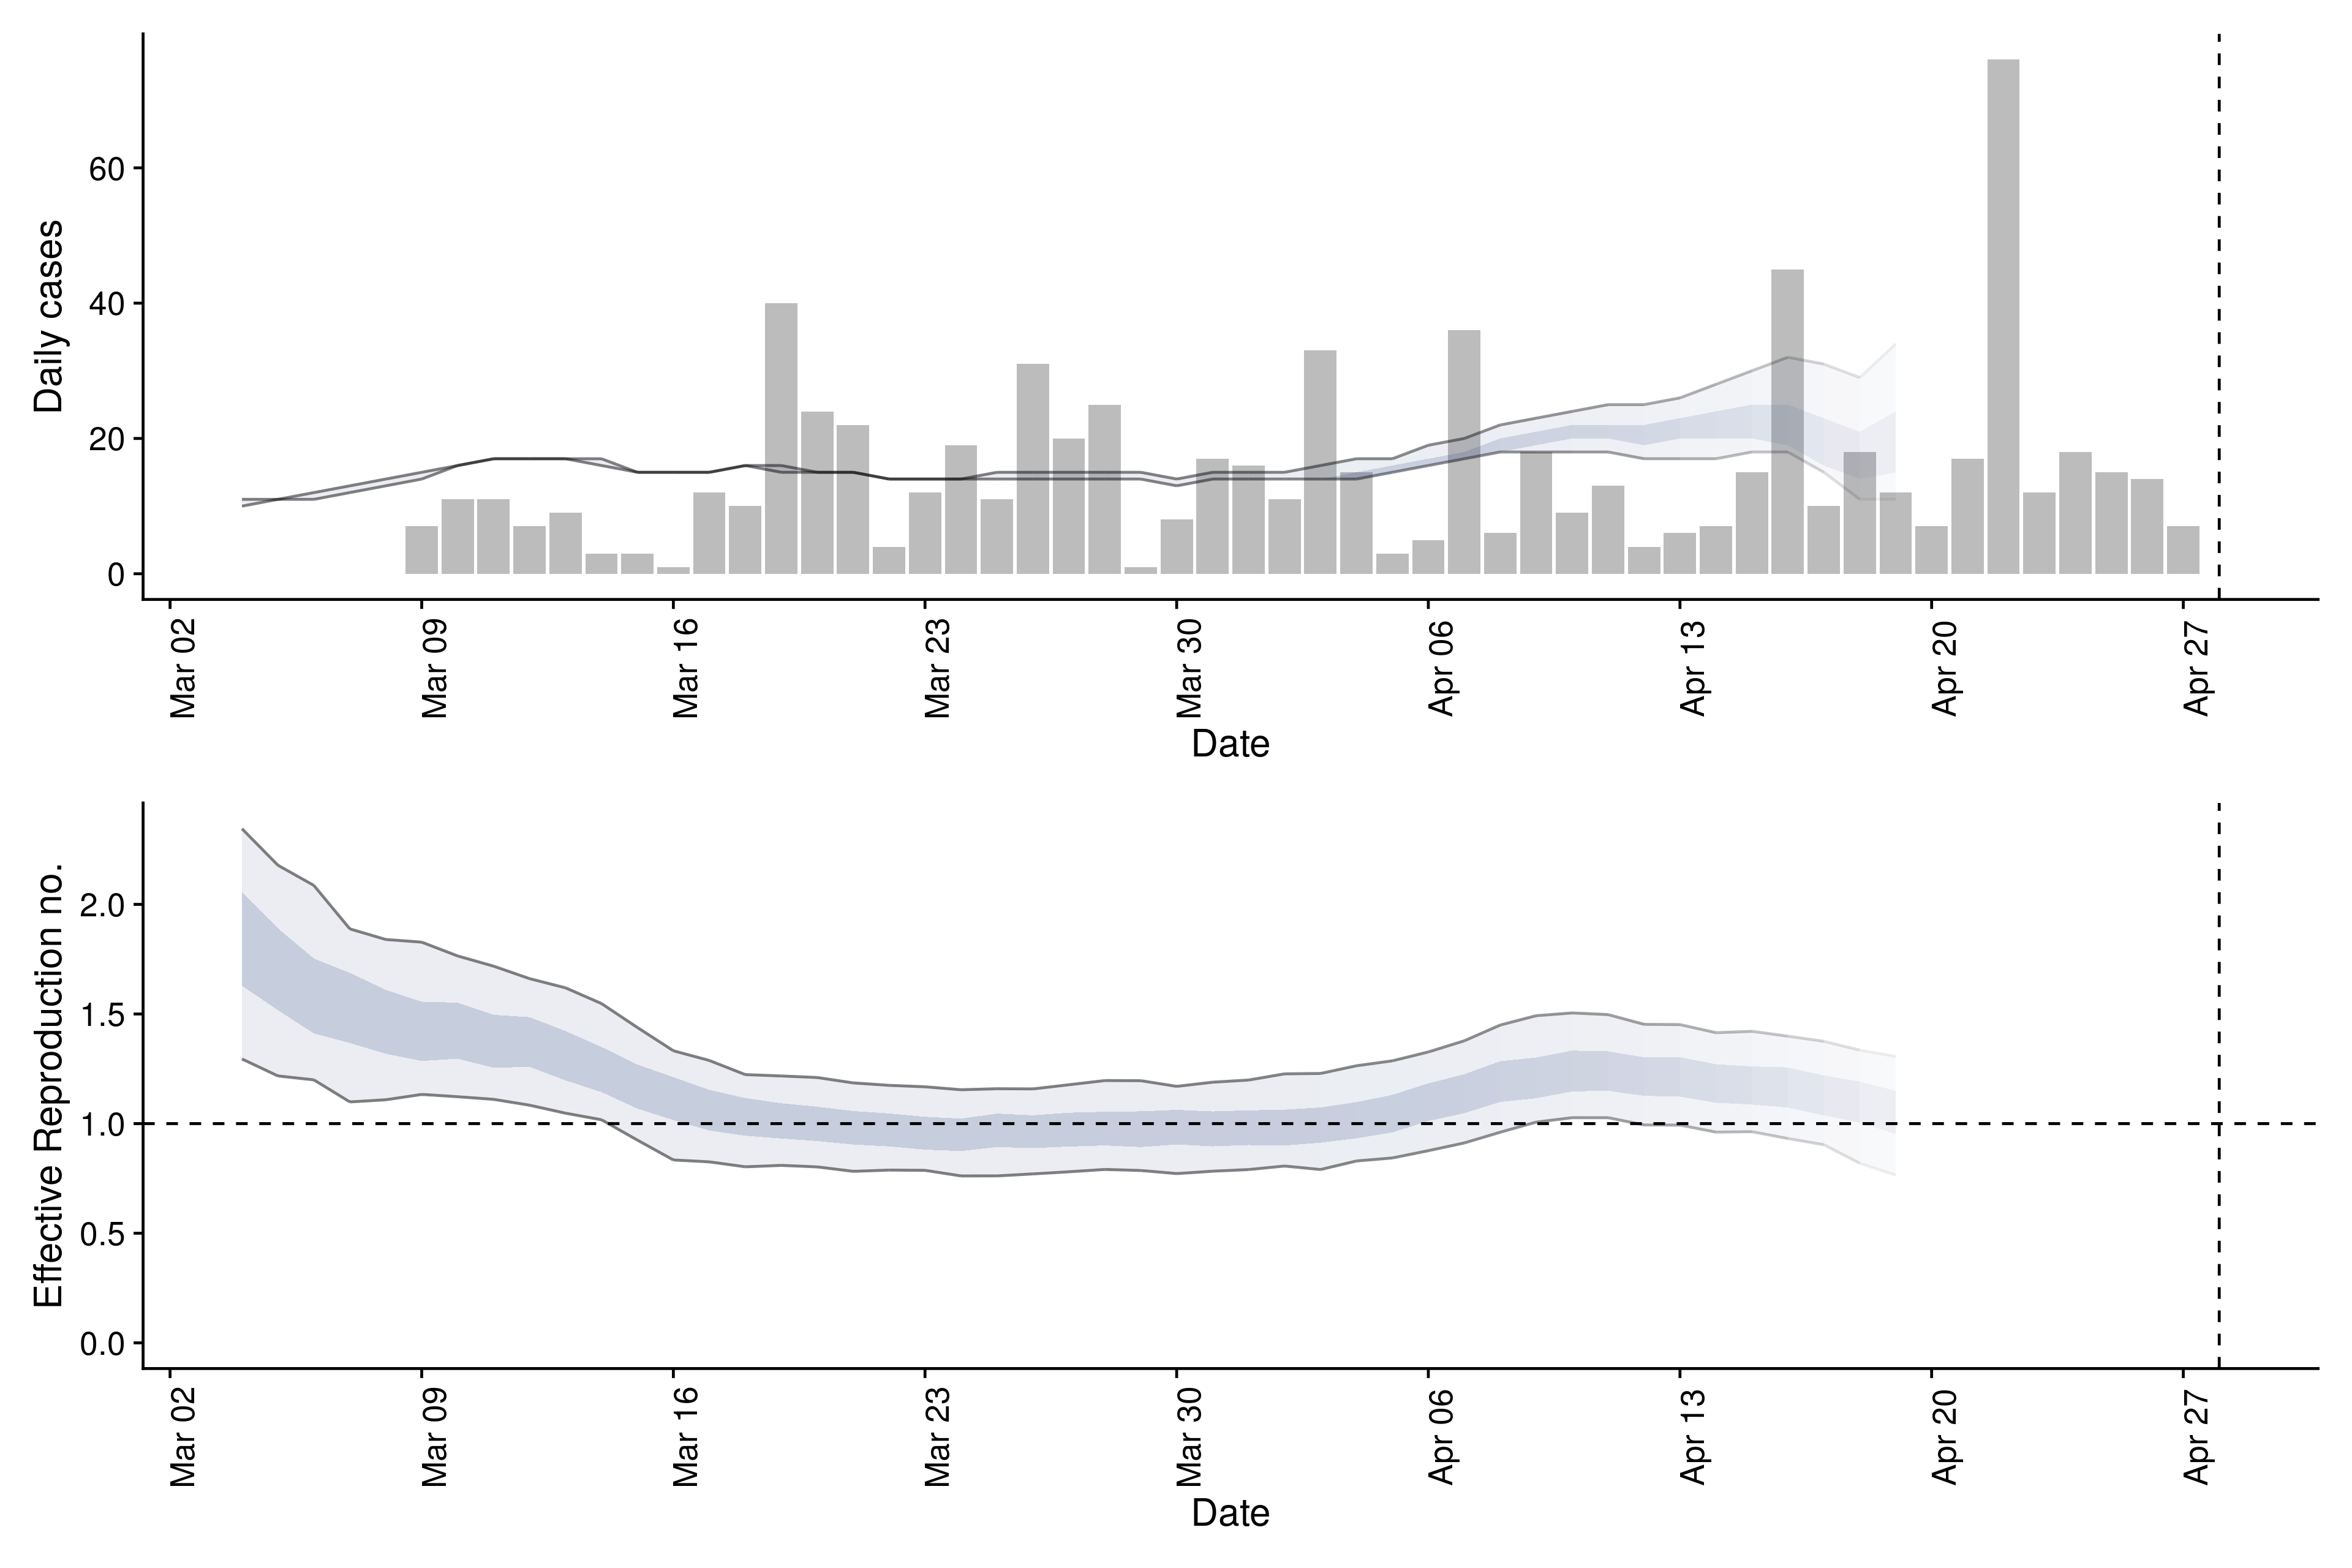 Daily cases
60
40
20
0
Mar 02
Mar 09
Mar 16
Mar 23
Mar 30
Apr 06
Apr 13
Apr 20
Apr 27
Date
Effective Reproduction no.
2.0
1.5
1.0
0.5
0.0
Mar 02
Mar 09
Mar 16
Mar 23
Mar 30
Apr 06
Apr 13
Apr 20
Apr 27
Date